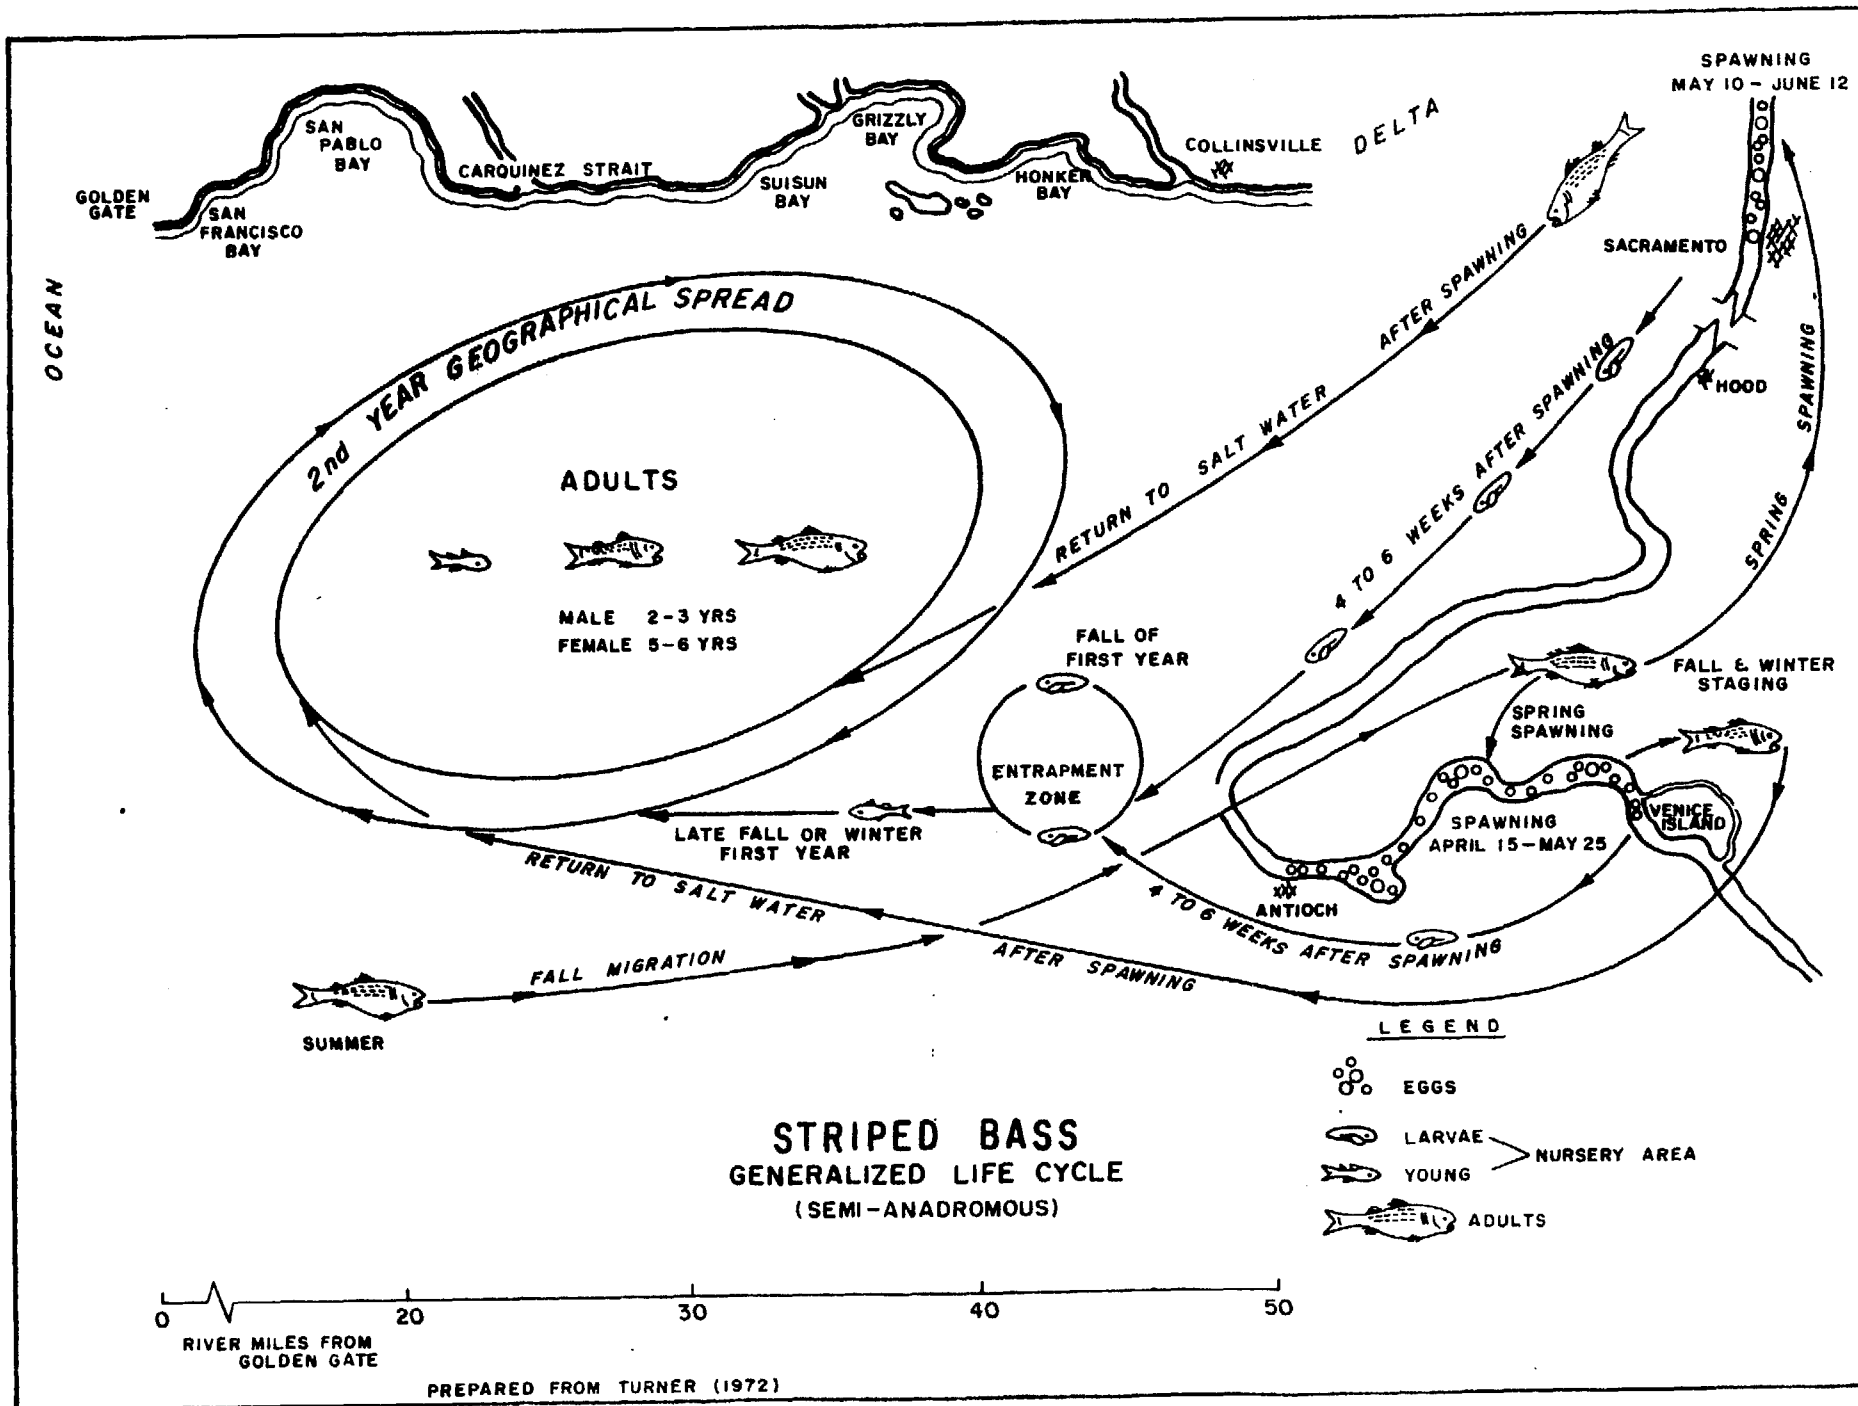 SPAWNING
MAY 10 - JUNE 12
DELTA
SAN
PABLO
BAY
GRIZZLY
BAY
COLLINSVILLE
CARQUINEZ STRAIT
SUISUN
BAY
HONKER
BAY
GOLDEN
GATE
SAN
FRANCISCO
BAY
OCEAN
SACRAMENTO
HOOD
AFTER SPAWNING
RETURN TO SALT WATER
4 TO 6 WEEKS AFTER SPAWNING
SPRING SPAWNING
2nd YEAR GEOGRAPHICAL SPREAD
ADULTS
MALE 2-3 YRS
FEMALE 5-6 YRS
FALL OF
FIRST YEAR
ENTRAPMENT
ZONE
FALL & WINTER
STAGING
SPRING
SPAWNING
VENICE
ISLAND
SPAWNING
APRIL 15-MAY 25
ANTIOCH
LATE FALL OR WINTER
FIRST YEAR
RETURN TO SALT WATER
AFTER SPAWNING
4 TO 6 WEEKS AFTER SPAWNING
FALL MIGRATION
SUMMER
LEGEND
EGGS
LARVAE
YOUNG
NURSERY AREA
ADULTS
STRIPED BASS
GENERALIZED LIFE CYCLE
(SEMI-ANADROMOUS)
0 20 30 40 50
RIVER MILES FROM
GOLDEN GATE
PREPARED FROM TURNER (1972)